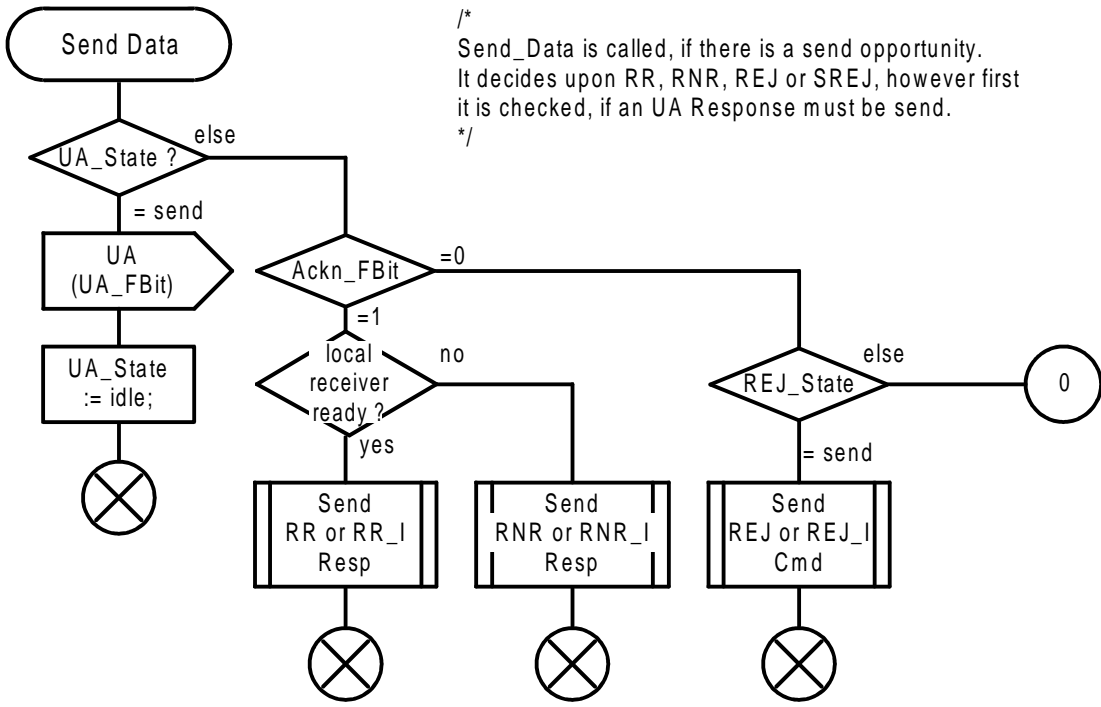 Send Data
/*
Send_Data is called, if there is a send opportunity.
It decides upon RR, RNR, REJ or SREJ, however first
it is checked, if an UA Response must be send.
*/
UA_State ?
else
= send
UA
(UA_FBit)
UA_State
:= idle;
Ackn_FBit
=0
=1
local
receiver
ready ?
no
yes
REJ_State
else
0
= send
Send
RR or RR_I
Resp
Send
RNR or RNR_I
Resp
Send
REJ or REJ_I
Cmd